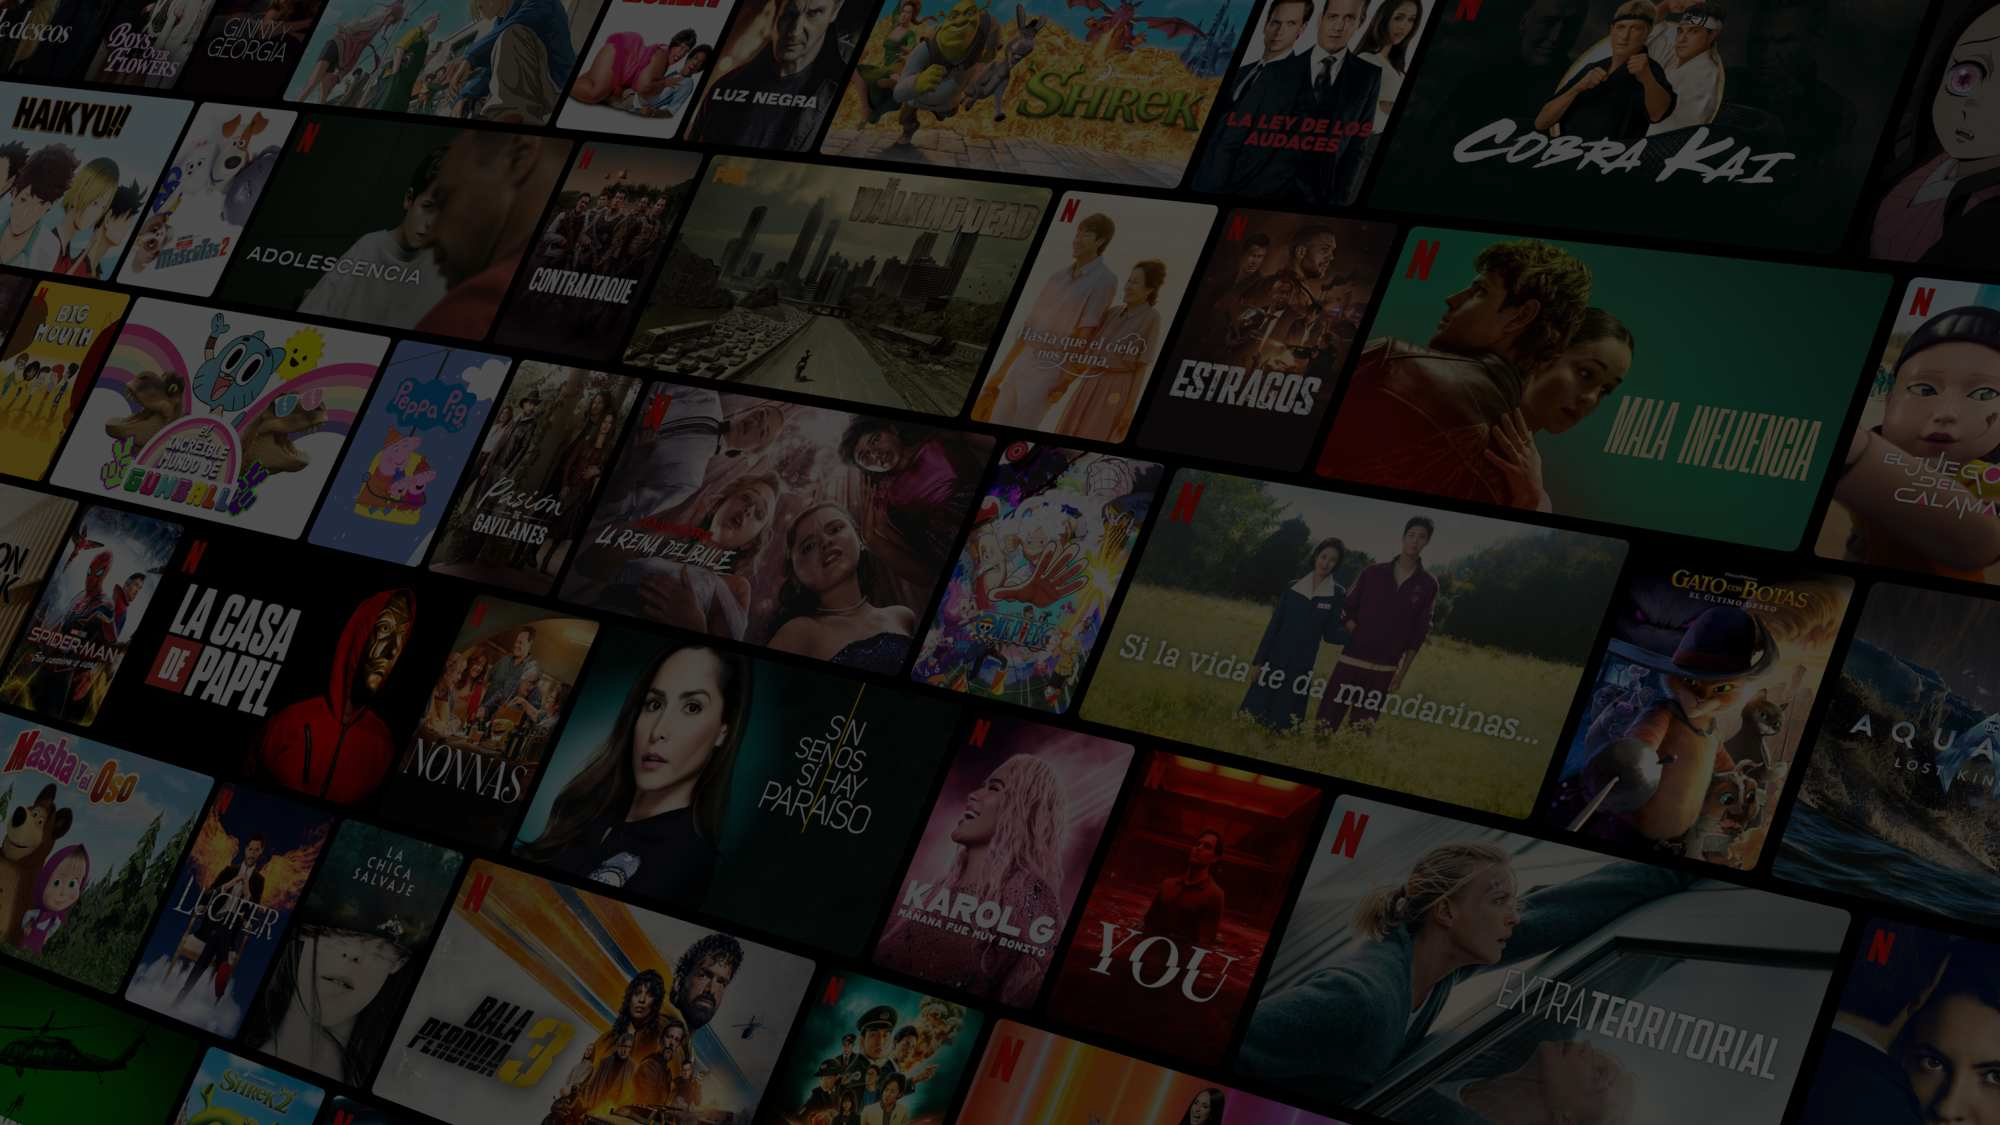 BOYS
OVER
FLOWERS
GINNY Y
GEORGIA
LUZ NEGRA
SHREK
LA LEY DE LOS
AUDACES
COBRA KAI
HAIKYU!!
MASCOTAS 2
ADOLESCENCIA
CONTRAATAQUE
THE
WALKING DEAD
Hasta que el cielo
nos reúna.
ESTRAGOS
MALA INFLUENCIA
EL JUEGO
DEL
CALAMA
BIG
MOUTH
EL
INCREÍBLE
MUNDO DE
GUMBALL
Peppa Pig
Pasión
GAVILANES
LA REINA DEL BAILE
ONE PIECE
Si la vida te da mandarinas...
GATO CON BOTAS
EL ÚLTIMO DESEO
AQUA
LOST KIN
SPIDER-MAN
LA CASA
DE PAPEL
NONNAS
SIN
SENOS
SÍ HAY
PARAÍSO
KAROL G
MAÑANA FUE MUY BONITO
YOU
EXTRATERRITORIAL
Masha y el Oso
LUCIFER
LA
CHICA
SALVAJE
BALA
PERDIDA 3
SHREK 2